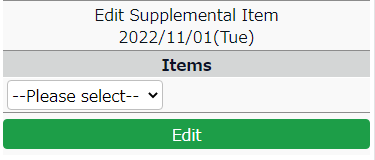 Edit Supplemental Item
2022/11/01(Tue)
Items
--Please select--
Edit